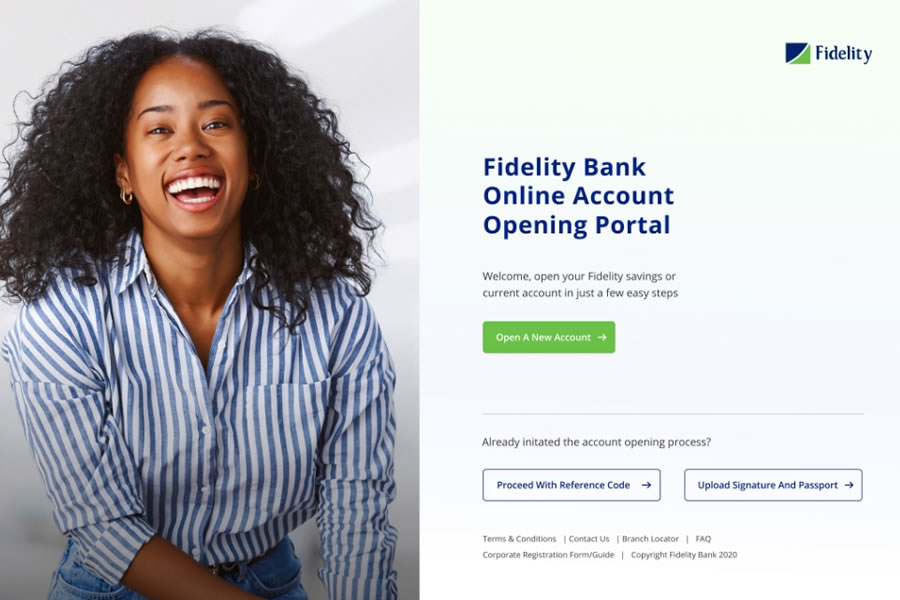 Fidelity
Fidelity Bank
Online Account
Opening Portal
Welcome, open your Fidelity savings or
current account in just a few easy steps
Open A New Account →
Already initated the account opening process?
Proceed With Reference Code →
Upload Signature And Passport →
Terms & Conditions | Contact Us | Branch Locator | FAQ
Corporate Registration Form/Guide | Copyright Fidelity Bank 2020